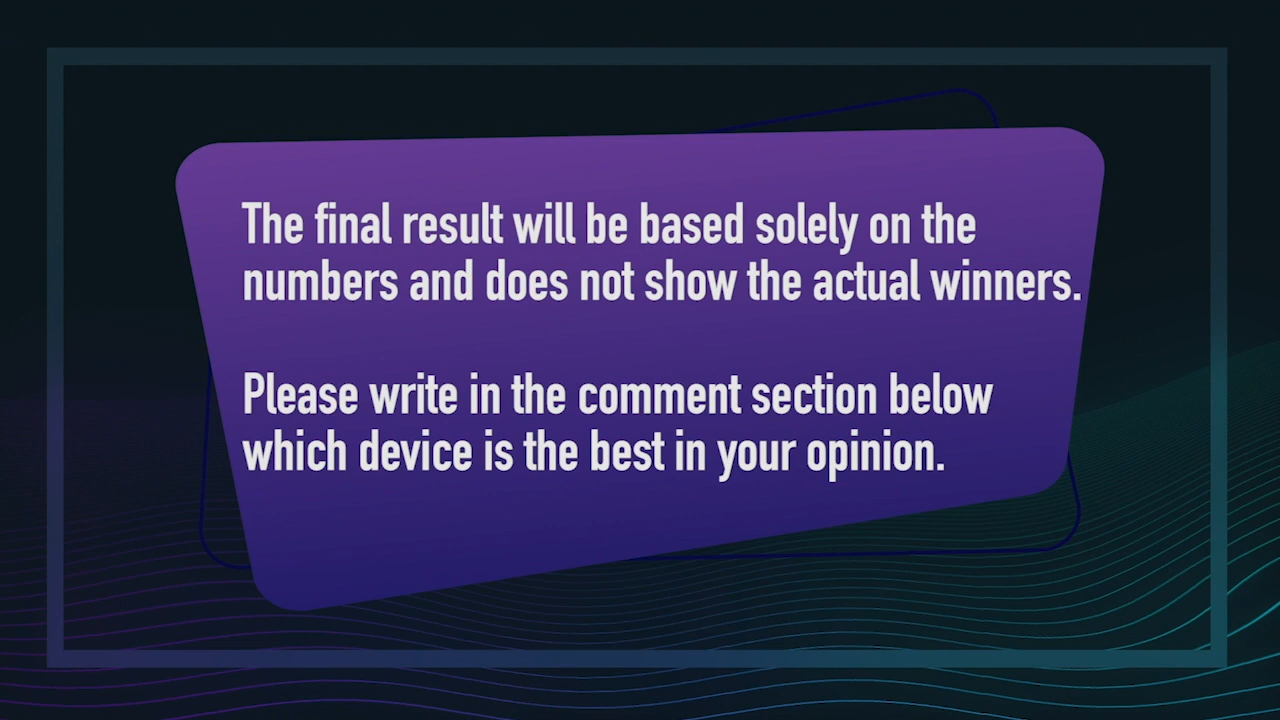 The final result will be based solely on the
numbers and does not show the actual winners.
Please write in the comment section below
which device is the best in your opinion.